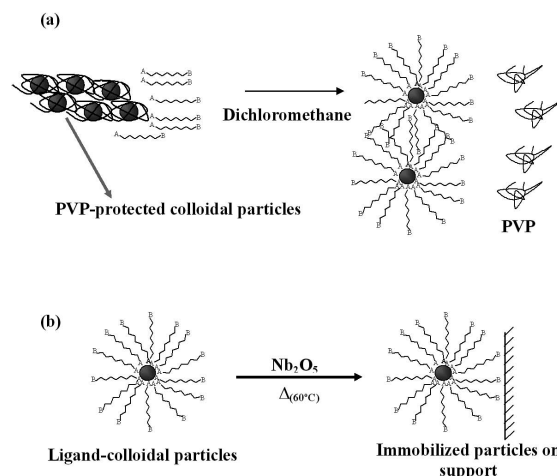 (a)
Dichloromethane
PVP-protected colloidal particles
PVP
(b)
Nb₂O₅
Δ(60°C)
Ligand-colloidal particles
Immobilized particles on
support